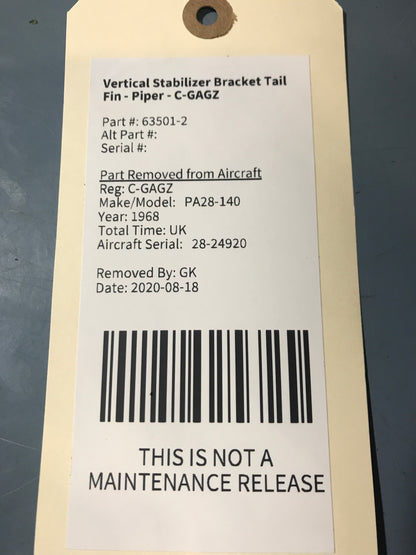 Vertical Stabilizer Bracket Tail
Fin - Piper - C-GAGZ
Part #: 63501-2
Alt Part #:
Serial #:
Part Removed from Aircraft
Reg: C-GAGZ
Make/Model: PA28-140
Year: 1968
Total Time: UK
Aircraft Serial: 28-24920
Removed By: GK
Date: 2020-08-18
THIS IS NOT A
MAINTENANCE RELEASE